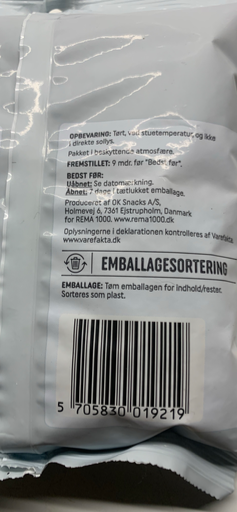 OPBEVARING: Tørt, ved stuetemperatur, og ikke
i direkte sollys.
Pakket i beskyttende atmosfære.
FREMSTILLET: 9 mdr. før "Bedst før".
BEDST FØR:
Uåbnet: Se datomærkning.
Åbnet: 7 dage i tætlukket emballage.
Produceret af OK Snacks A/S,
Holmevej 6, 7361 Ejstrupholm, Danmark
for REMA 1000. www.rema1000.dk
Oplysningerne i deklarationen kontrolleres af Varefakta
www.varefakta.dk
EMBALLAGESORTERING
EMBALLAGE: Tøm emballagen for indhold/rester.
Sorteres som plast.
5 705830 019219